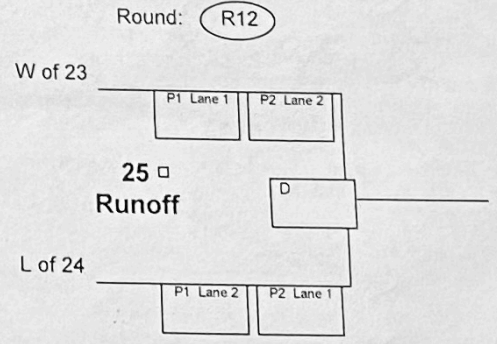 Round: R12
W of 23
P1 Lane 1 P2 Lane 2
25
D
Runoff
L of 24
P1 Lane 2 P2 Lane 1